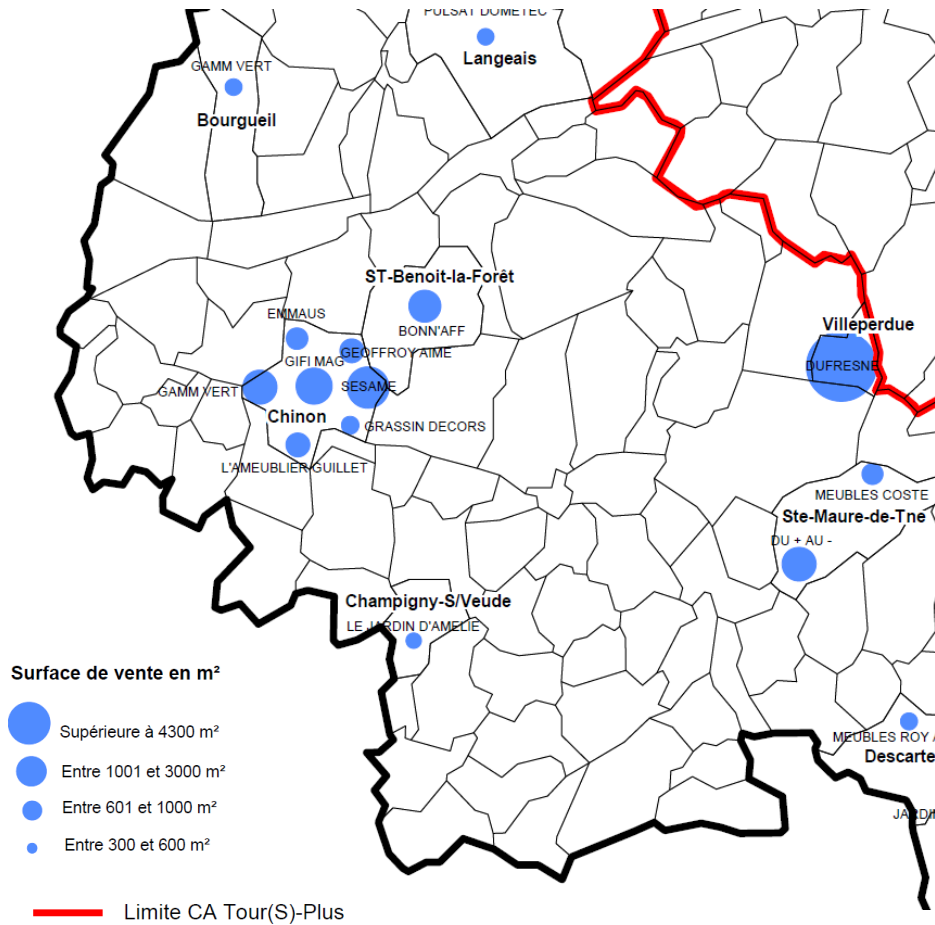 PULSAT DOMETEC
Langeais
GAMM VERT
Bourgueil
ST-Benoit-la-Forêt
BONN'AFF
EMMAUS
GEOFFROY AIME
GIFI MAG
GAMM VERT
SESAME
Chinon
GRASSIN DECORS
L'AMEUBLIER GUILLET
Villeperdue
DUFRESNE
MEUBLES COSTE
Ste-Maure-de-Tne
DU + AU -
Champigny-S/Veude
LE JARDIN D'AMELIE
MEUBLES ROY
Descarte
JARDI
Surface de vente en m²
Supérieure à 4300 m²
Entre 1001 et 3000 m²
Entre 601 et 1000 m²
Entre 300 et 600 m²
Limite CA Tour(S)-Plus